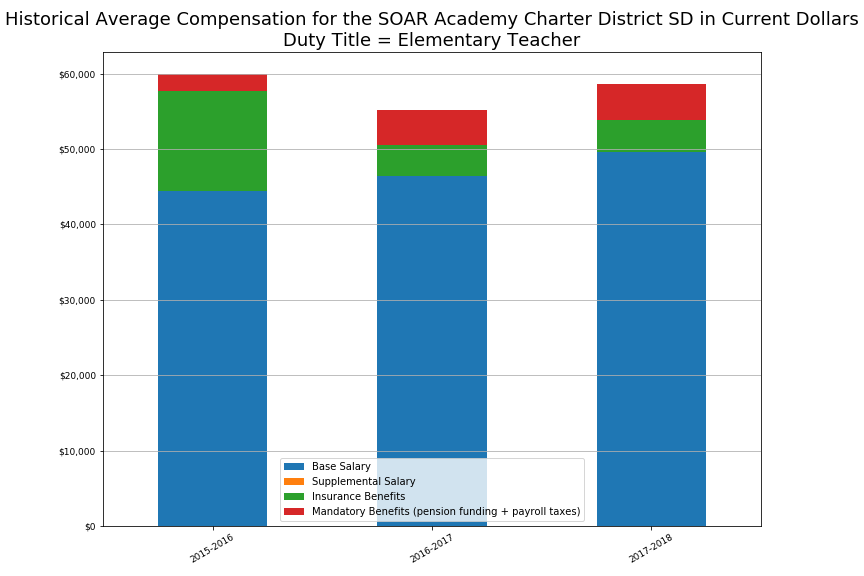 Historical Average Compensation for the SOAR Academy Charter District SD in Current Dollars
Duty Title = Elementary Teacher
$60,000
$50,000
$40,000
$30,000
$20,000
$10,000
$0
Base Salary
Supplemental Salary
Insurance Benefits
Mandatory Benefits (pension funding + payroll taxes)
2015-2016
2016-2017
2017-2018